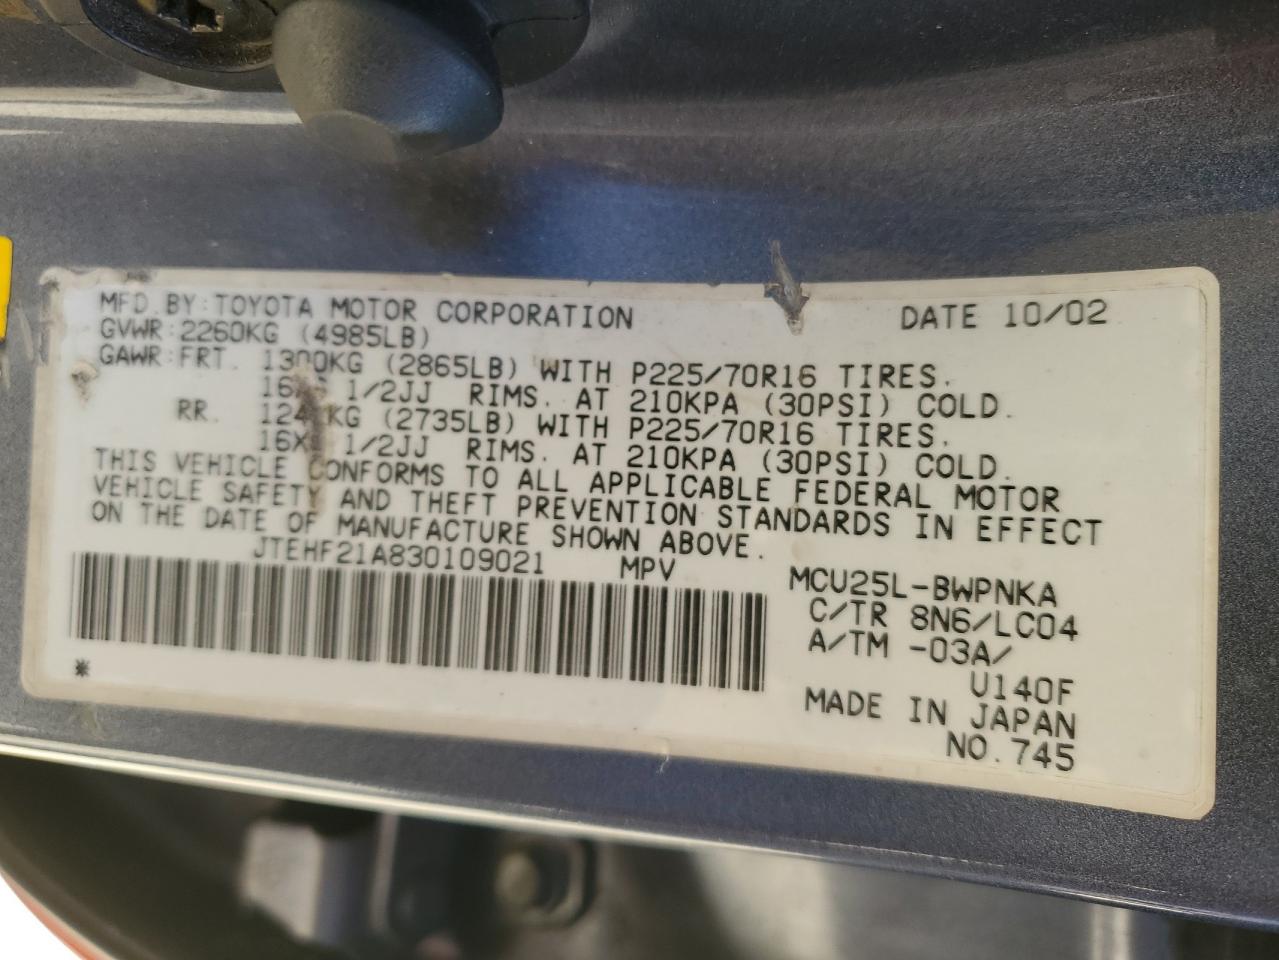 MFD. BY: TOYOTA MOTOR CORPORATION DATE 10/02
GVWR: 2260KG (4985LB)
GAWR: FRT. 1300KG (2865LB) WITH P225/70R16 TIRES.
1/2JJ RIMS. AT 210KPA (30PSI) COLD.
RR. (2735LB) WITH P225/70R16 TIRES.
1/2JJ RIMS. AT 210KPA (30PSI) COLD.
THIS VEHICLE CONFORMS TO ALL APPLICABLE FEDERAL MOTOR
VEHICLE SAFETY AND THEFT PREVENTION STANDARDS IN EFFECT
ON THE DATE OF MANUFACTURE SHOWN ABOVE.
JTEHF21A830109021 MPV
MCU25L-BWPNKA
C/TR 8N6/LC04
A/TM -03A/
U140F
MADE IN JAPAN
NO. 745
*